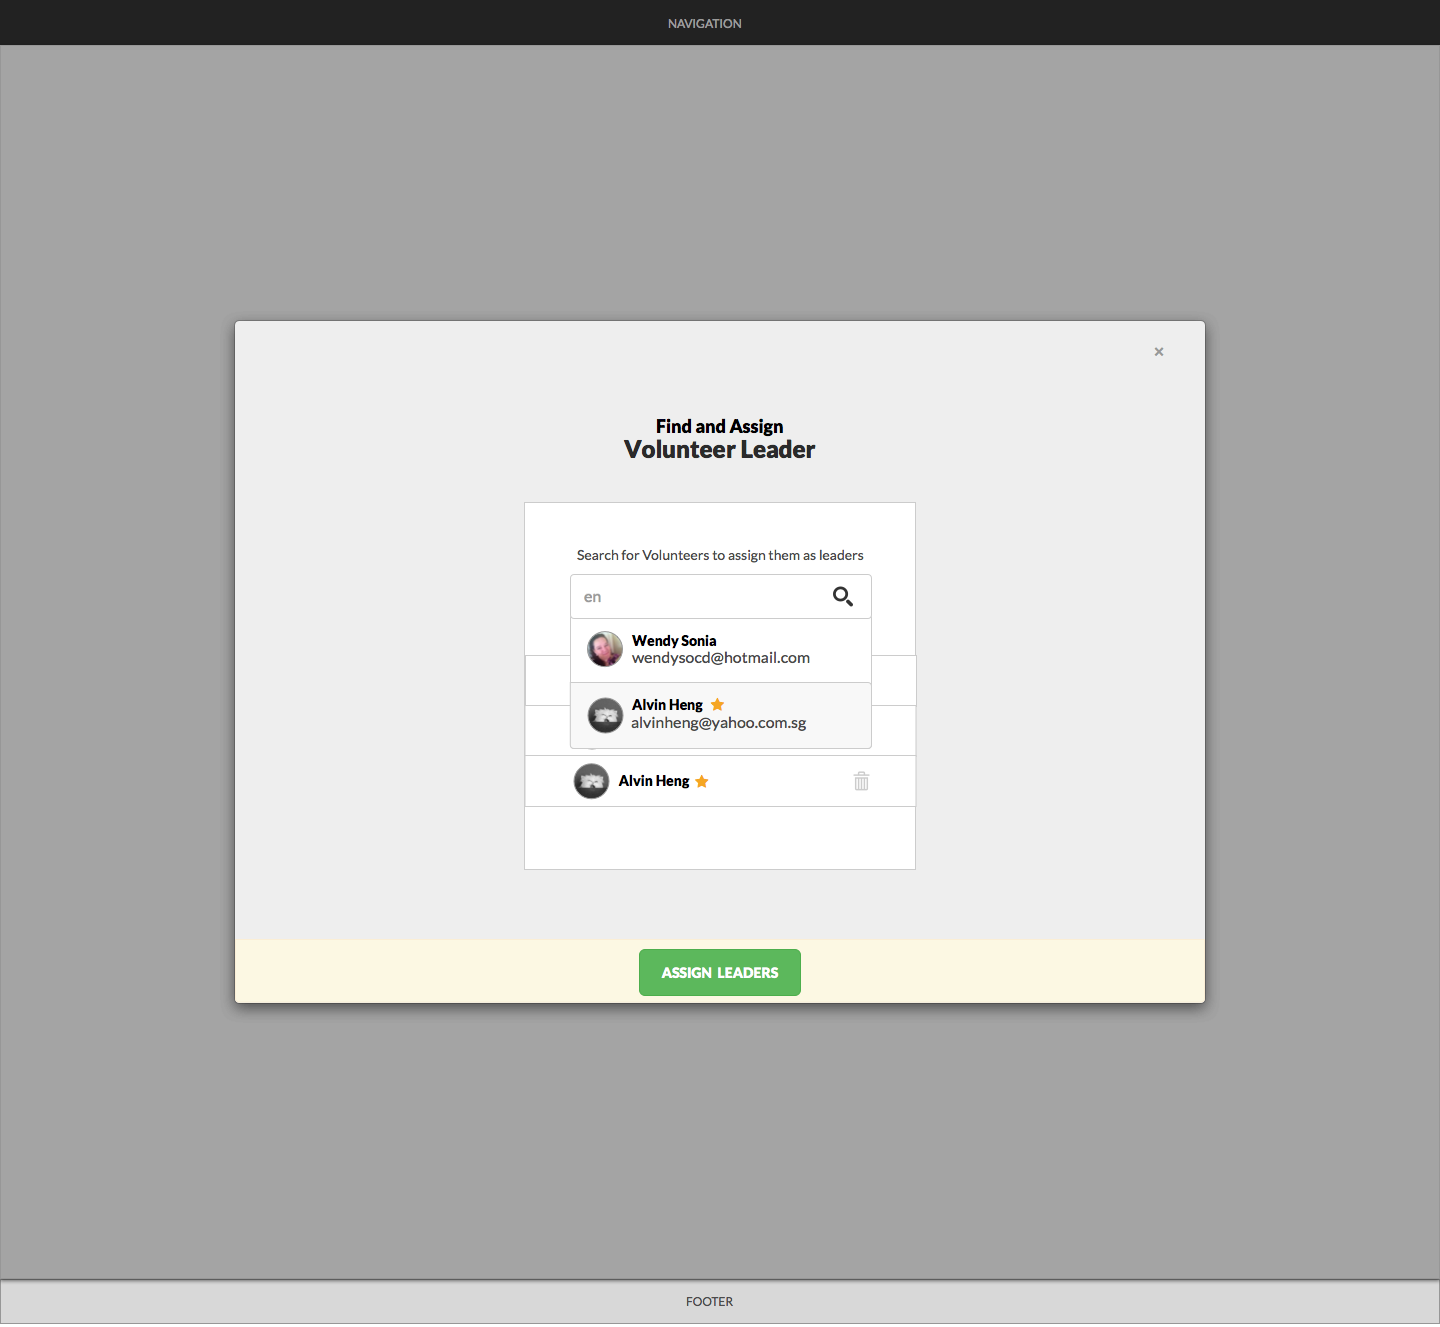 NAVIGATION
×
Find and Assign
Volunteer Leader
Search for Volunteers to assign them as leaders
en
Wendy Sonia
wendysocd@hotmail.com
Alvin Heng
alvinheng@yahoo.com.sg
Alvin Heng
ASSIGN LEADERS
FOOTER